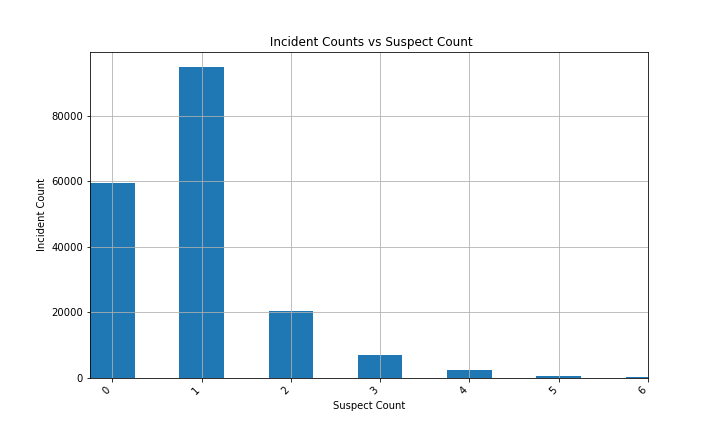 Incident Counts vs Suspect Count
80000
60000
40000
20000
0
Incident Count
0 1 2 3 4 5 6
Suspect Count